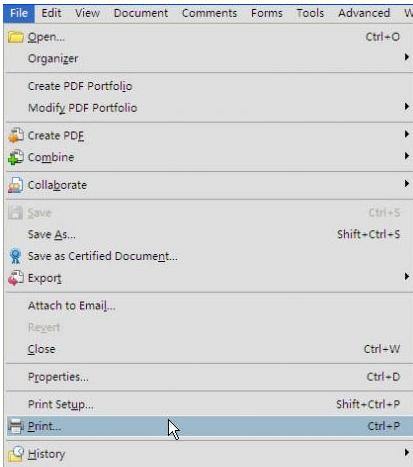 File Edit View Document Comments Forms Tools Advanced W
Open... Ctrl+O
Organizer
Create PDF Portfolio
Modify PDF Portfolio
Create PDF
Combine
Collaborate
Save Ctrl+S
Save As... Shift+Ctrl+S
Save as Certified Document...
Export
Attach to Email...
Revert
Close Ctrl+W
Properties... Ctrl+D
Print Setup... Shift+Ctrl+P
Print... Ctrl+P
History